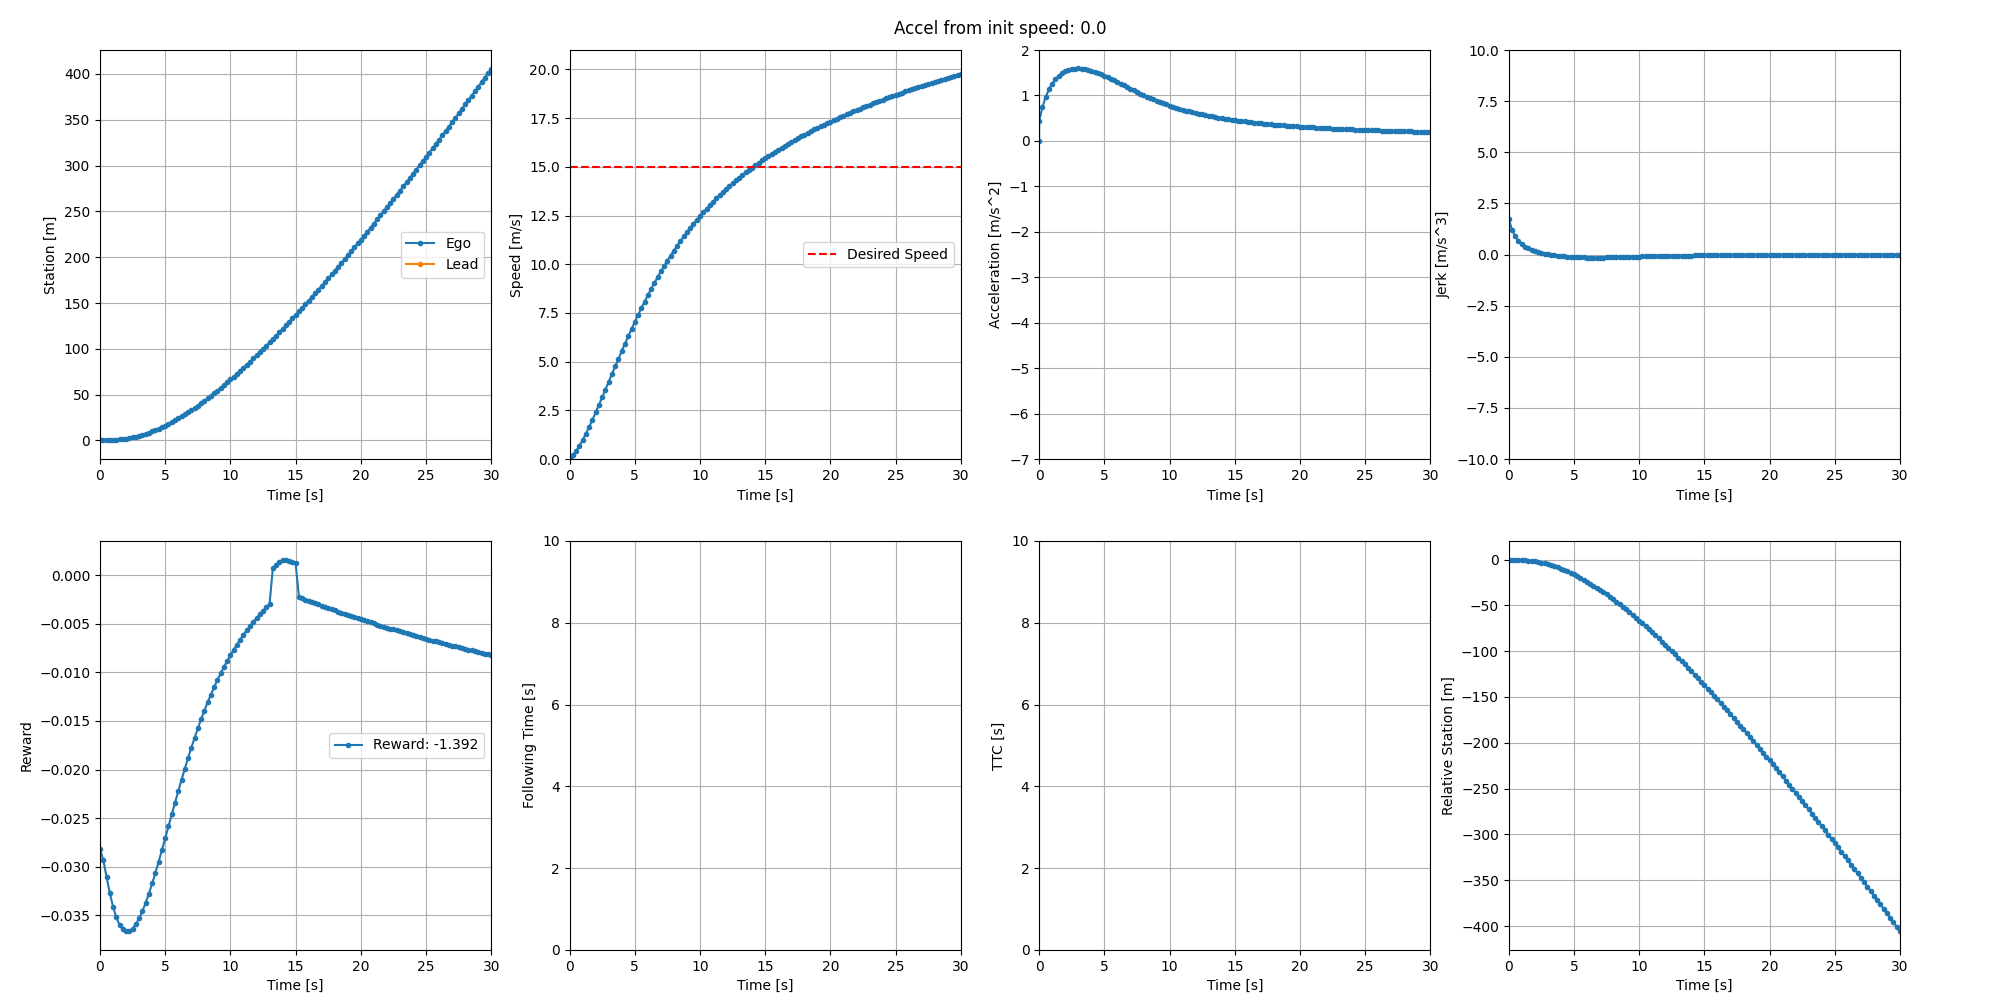 Accel from init speed: 0.0
Station [m]
400
350
300
250
200
150
100
50
0
Ego
Lead
0 5 10 15 20 25 30
Time [s]
Speed [m/s]
20.0
17.5
15.0
12.5
10.0
7.5
5.0
2.5
0.0
Desired Speed
0 5 10 15 20 25 30
Time [s]
Acceleration [m/s^2]
2
1
0
−1
−2
−3
−4
−5
−6
−7
0 5 10 15 20 25 30
Time [s]
Jerk [m/s^3]
10.0
7.5
5.0
2.5
0.0
−2.5
−5.0
−7.5
−10.0
0 5 10 15 20 25 30
Time [s]
Reward
0.000
−0.005
−0.010
−0.015
−0.020
−0.025
−0.030
−0.035
Reward: -1.392
0 5 10 15 20 25 30
Time [s]
Following Time [s]
10
8
6
4
2
0
0 5 10 15 20 25 30
Time [s]
TTC [s]
10
8
6
4
2
0
0 5 10 15 20 25 30
Time [s]
Relative Station [m]
0
−50
−100
−150
−200
−250
−300
−350
−400
0 5 10 15 20 25 30
Time [s]